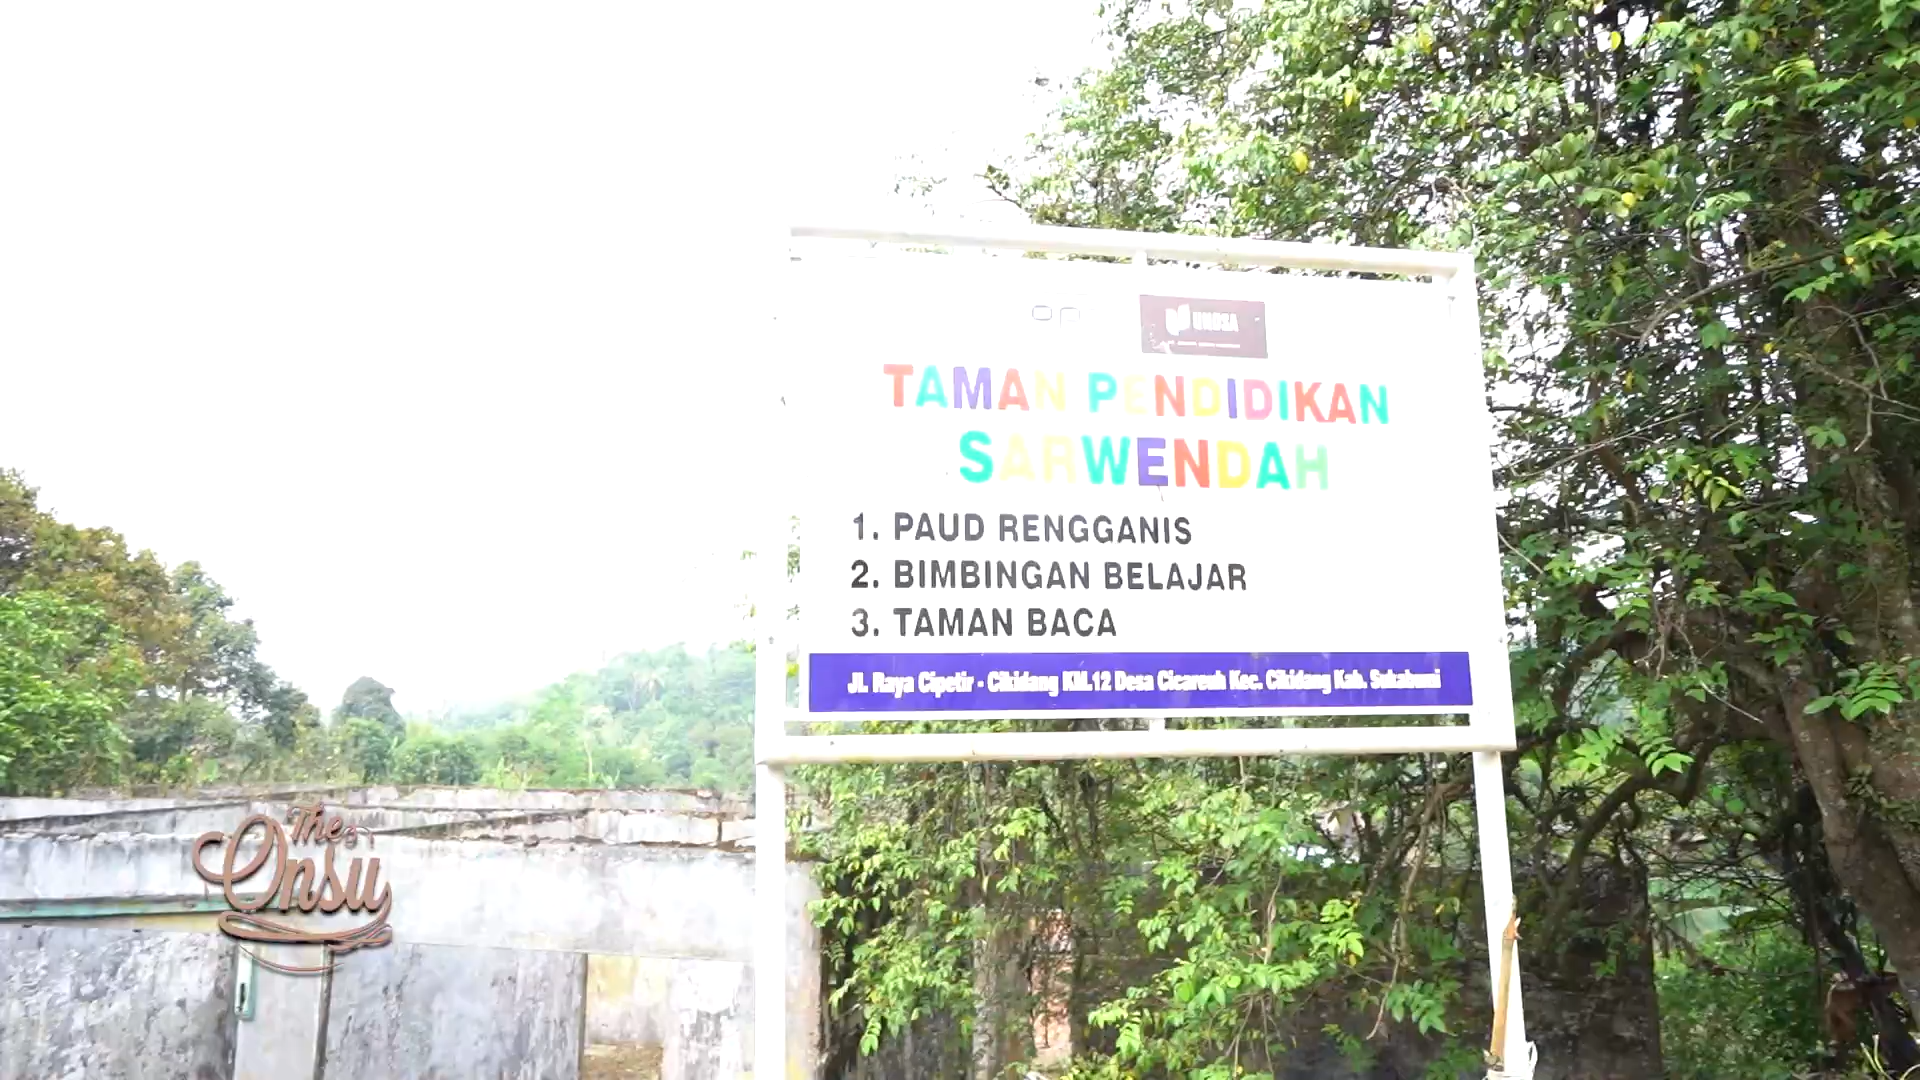 TAMAN PENDIDIKAN
SARWENDAH
1. PAUD RENGGANIS
2. BIMBINGAN BELAJAR
3. TAMAN BACA
Jl. Raya Cipetir - Cikidang KM.12 Desa Cicareuh Kec. Cikidang Kab. Sukabumi
The
Onsu